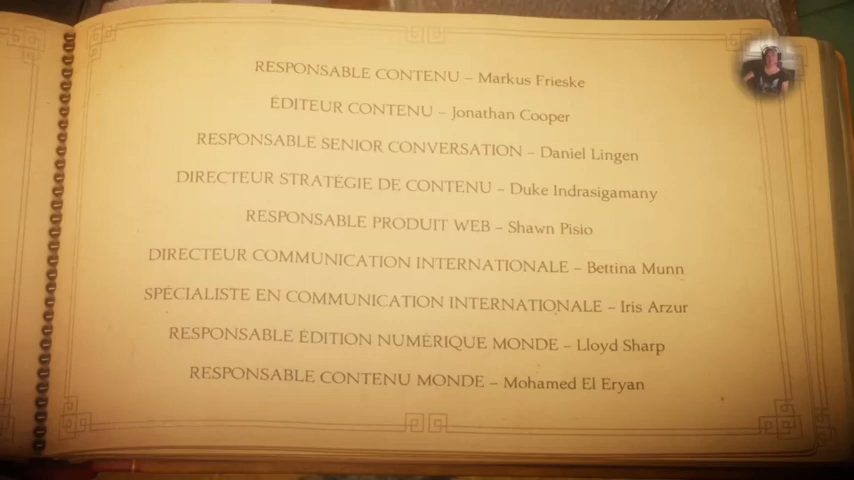 RESPONSABLE CONTENU – Markus Frieske
ÉDITEUR CONTENU – Jonathan Cooper
RESPONSABLE SENIOR CONVERSATION – Daniel Lingen
DIRECTEUR STRATÉGIE DE CONTENU – Duke Indrasigamany
RESPONSABLE PRODUIT WEB – Shawn Pisio
DIRECTEUR COMMUNICATION INTERNATIONALE – Bettina Munn
SPÉCIALISTE EN COMMUNICATION INTERNATIONALE – Iris Arzur
RESPONSABLE ÉDITION NUMÉRIQUE MONDE – Lloyd Sharp
RESPONSABLE CONTENU MONDE – Mohamed El Eryan